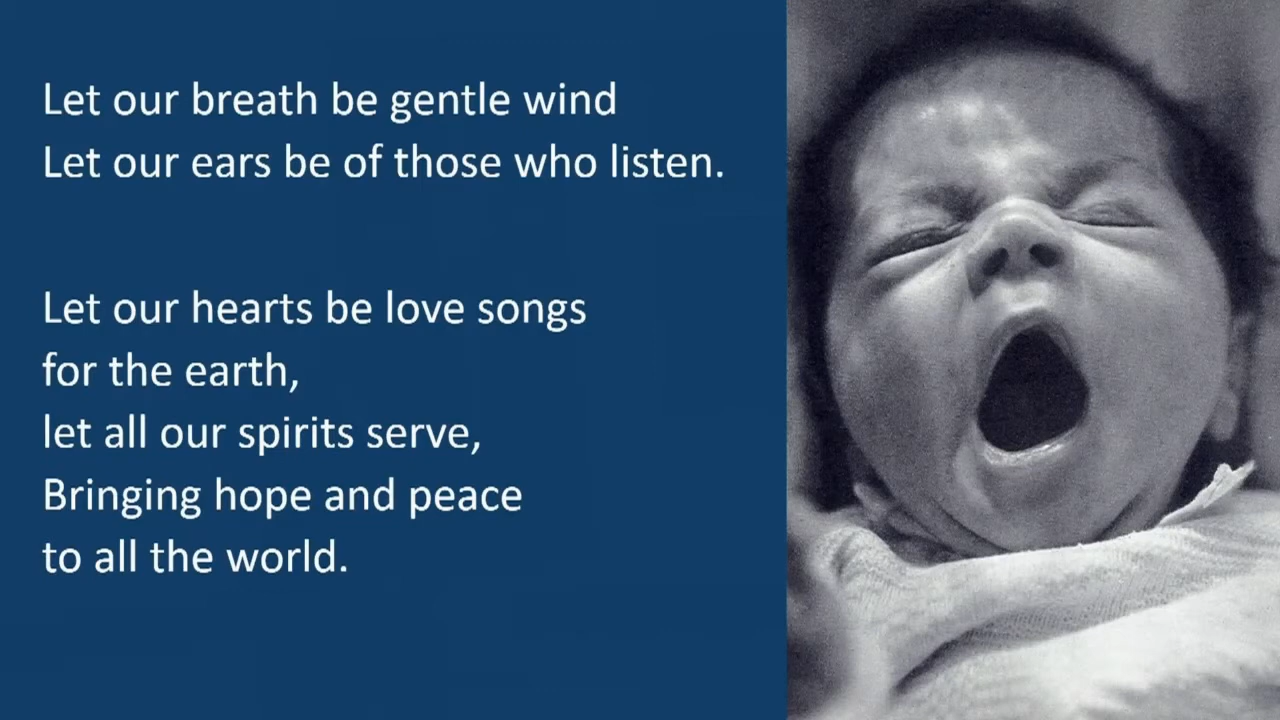 Let our breath be gentle wind
Let our ears be of those who listen.
Let our hearts be love songs
for the earth,
let all our spirits serve,
Bringing hope and peace
to all the world.